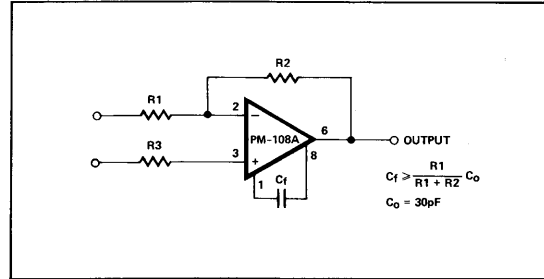 R2
R1
2
−
6
PM-108A
OUTPUT
8
R3
3
+
1
Cf
Cf ≥ R1 / R1 + R2 Co
Co = 30pF